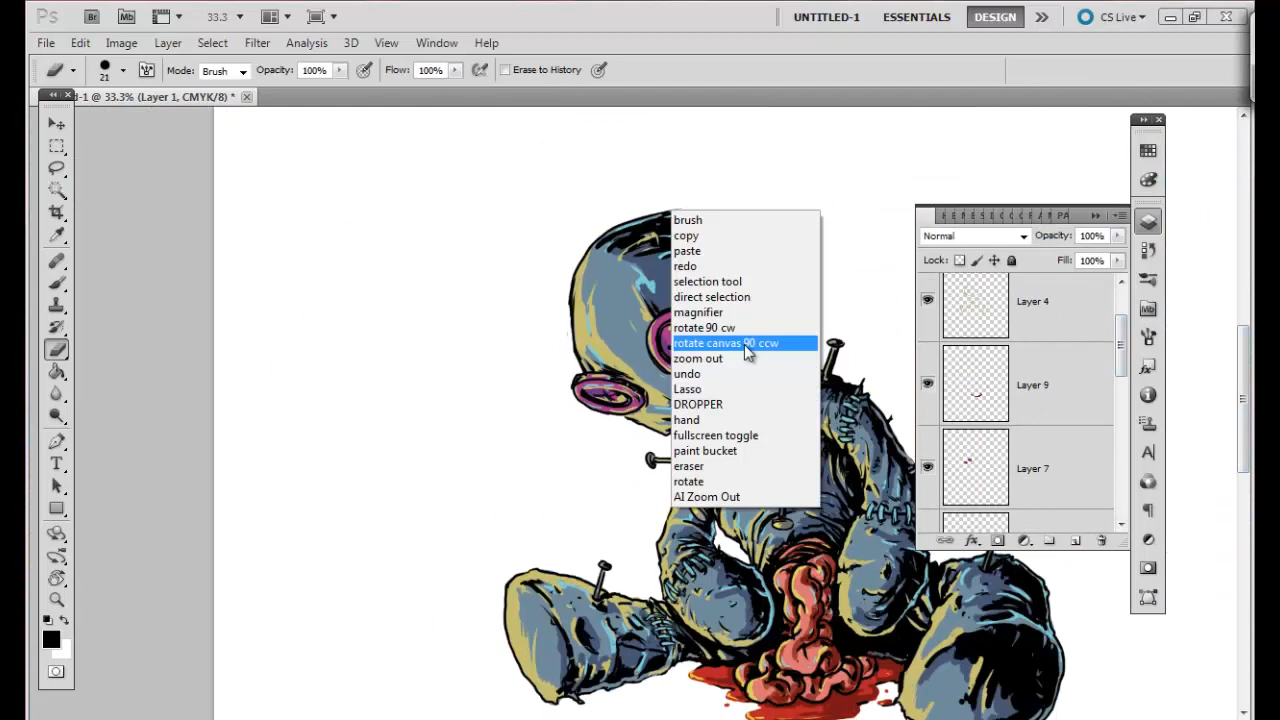 Ps Br Mb 33.3 UNTITLED-1 ESSENTIALS DESIGN CS Live
File Edit Image Layer Select Filter Analysis 3D View Window Help
21 Mode: Brush Opacity: 100% Flow: 100% Erase to History
d-1 @ 33.3% (Layer 1, CMYK/8) *
brush
copy
paste
redo
selection tool
direct selection
magnifier
rotate 90 cw
rotate canvas 90 ccw
zoom out
undo
Lasso
DROPPER
hand
fullscreen toggle
paint bucket
eraser
rotate
AI Zoom Out
PA
Normal Opacity: 100%
Lock: Fill: 100%
Layer 4
Layer 9
Layer 7